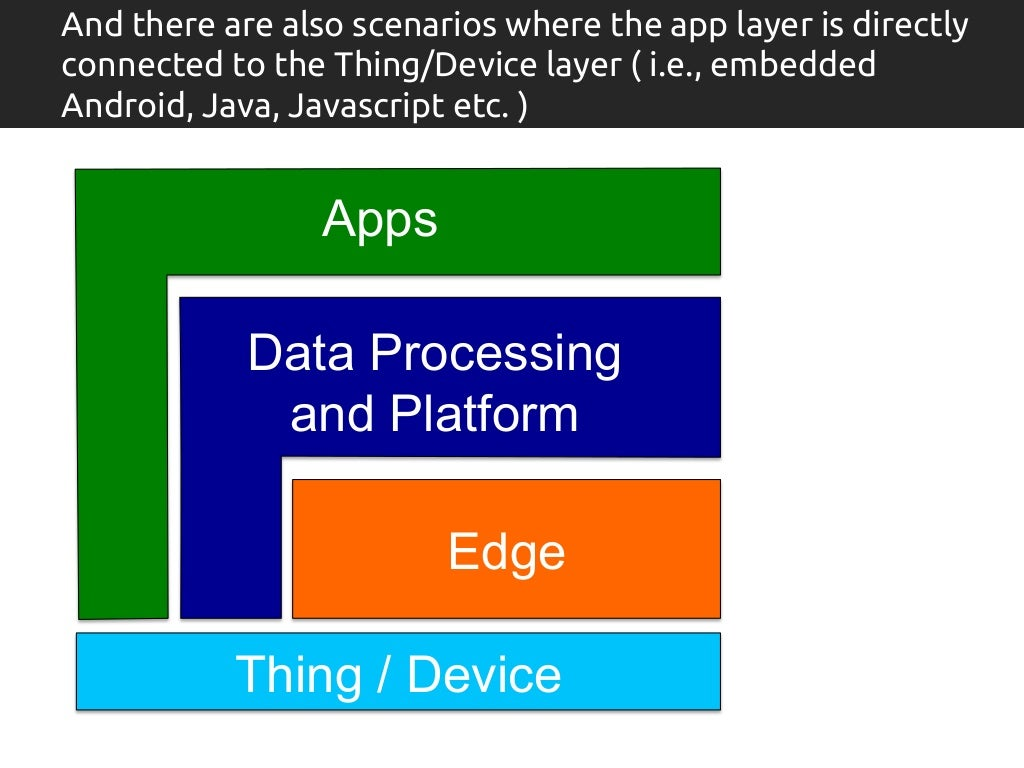 And there are also scenarios where the app layer is directly
connected to the Thing/Device layer ( i.e., embedded
Android, Java, Javascript etc. )
Apps
Data Processing
and Platform
Edge
Thing / Device